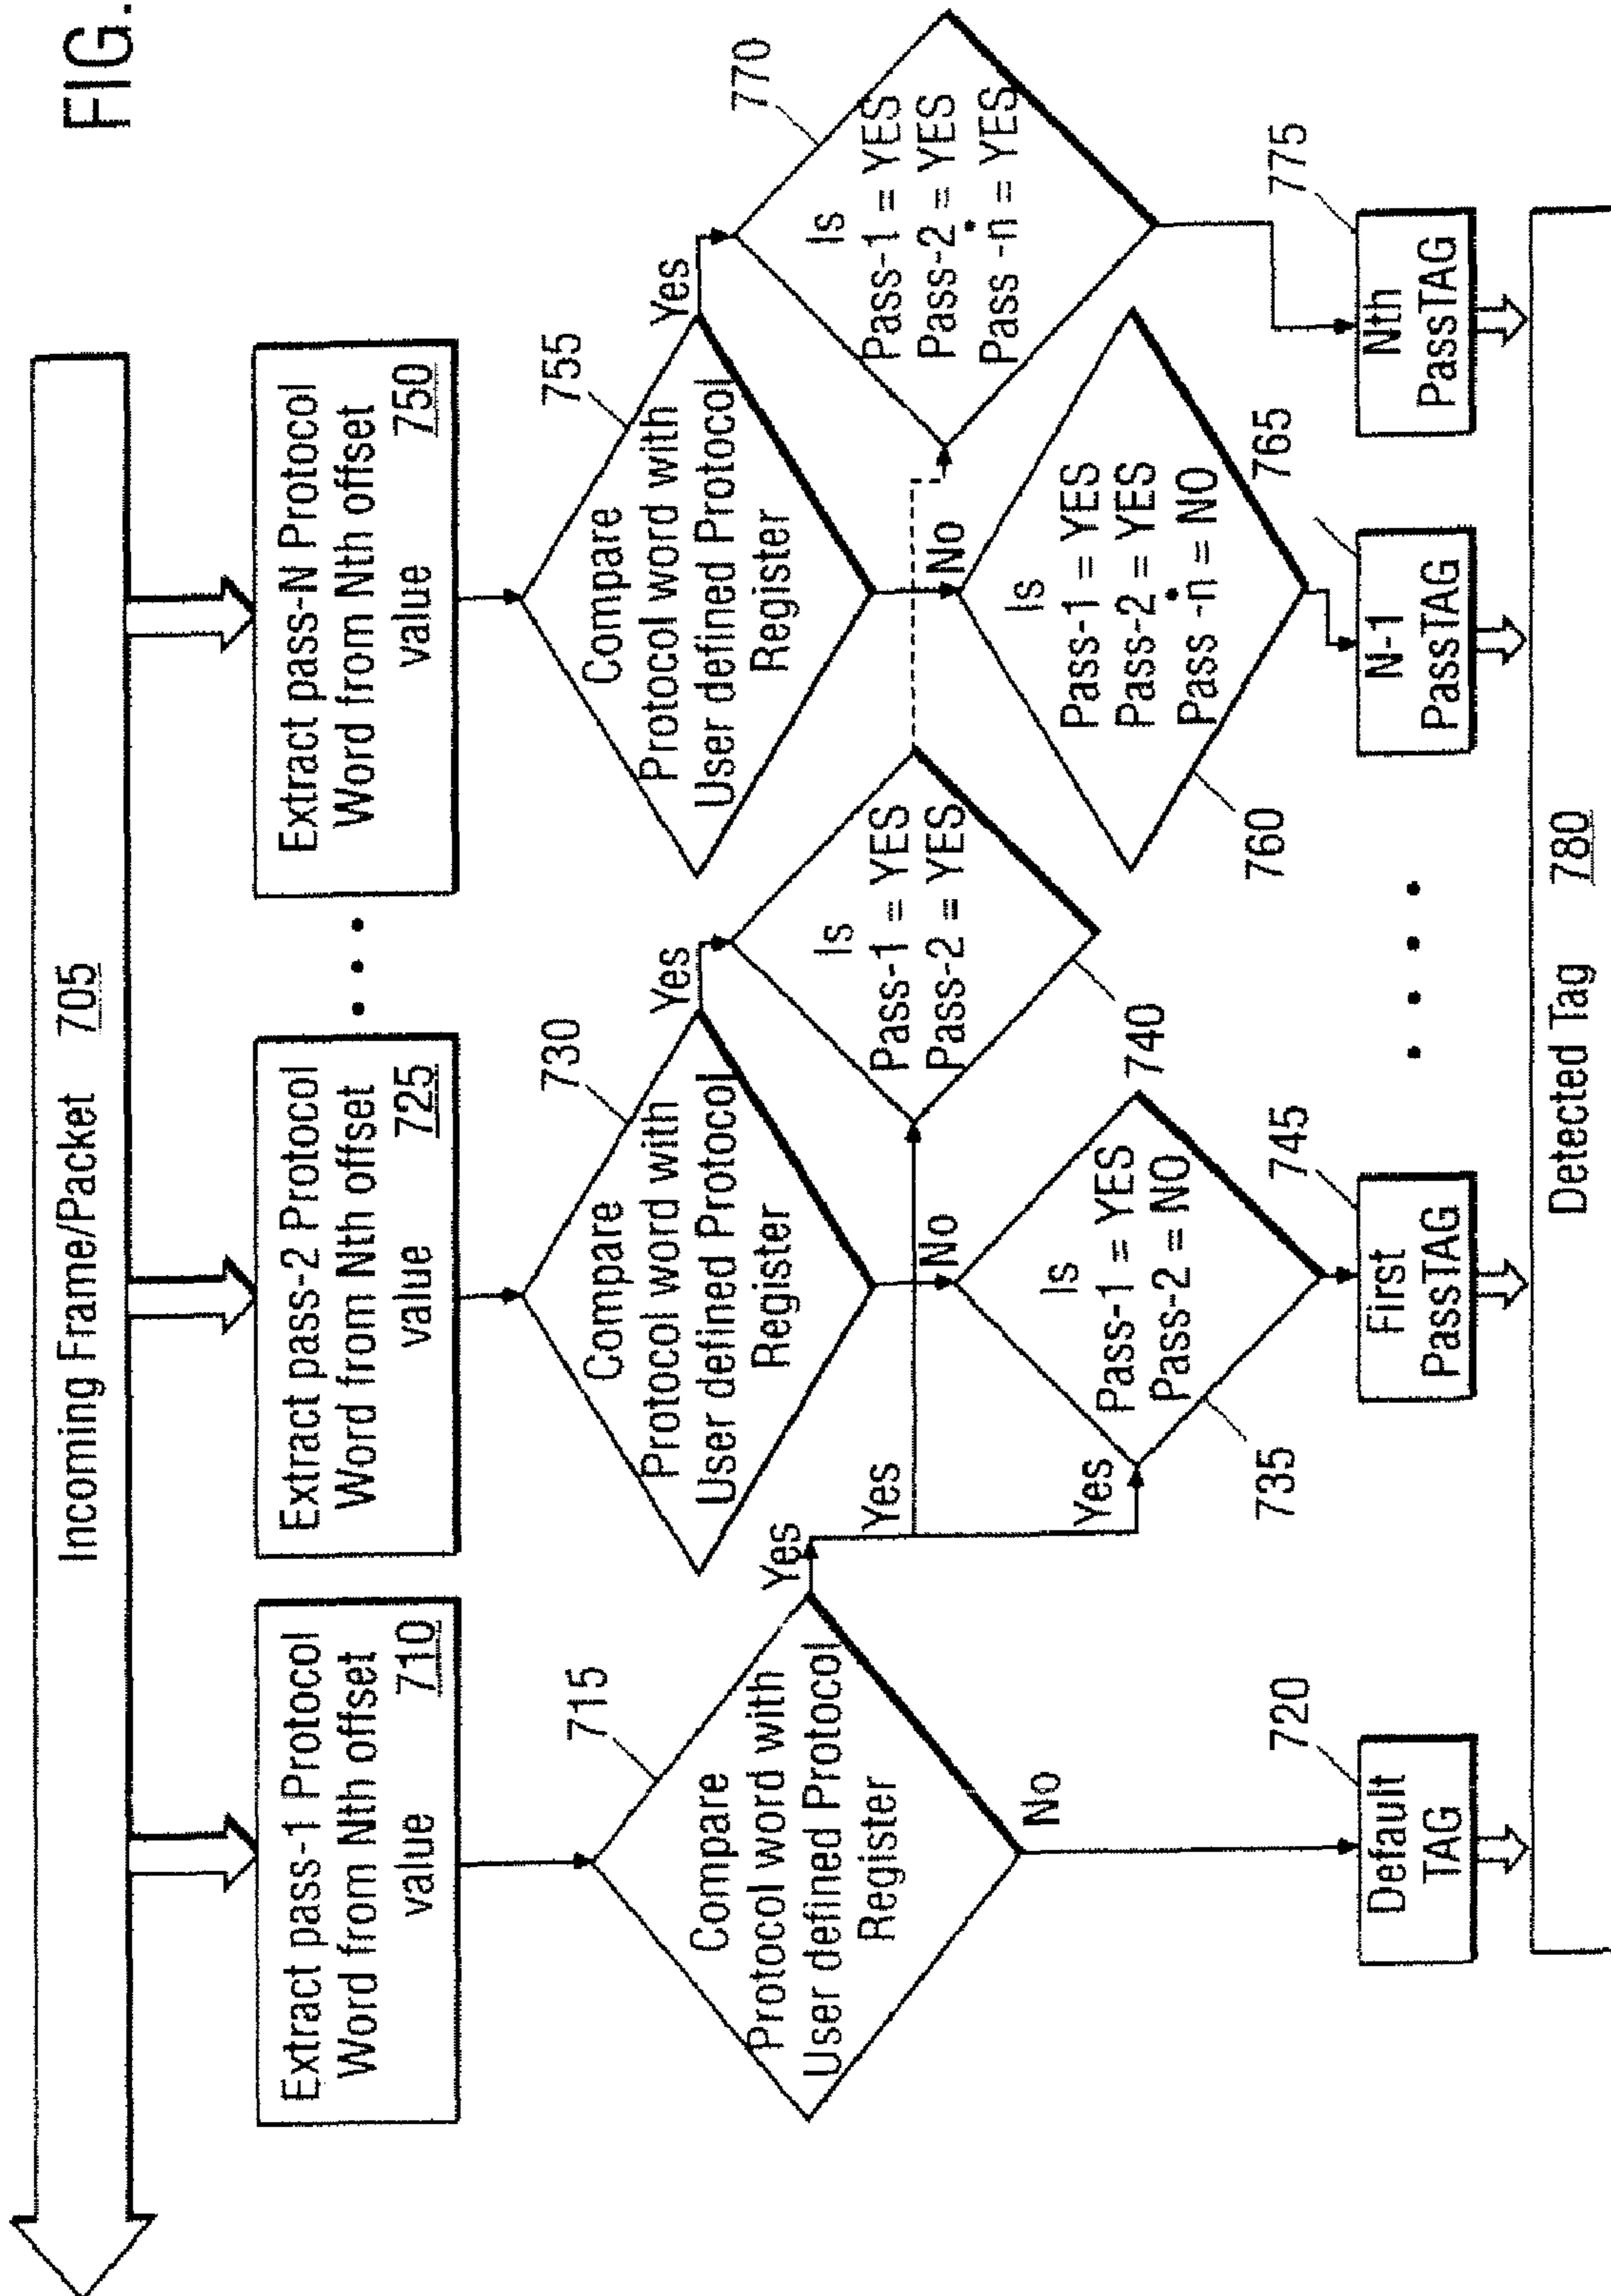 FIG.
Incoming Frame/Packet 705
Extract pass-1 Protocol
Word from Nth offset
value 710
Extract pass-2 Protocol
Word from Nth offset
value 725
Extract pass-N Protocol
Word from Nth offset
value 750
715
Compare
Protocol word with
User defined Protocol
Register
Yes
No
730
Compare
Protocol word with
User defined Protocol
Register
Yes
No
755
Compare
Protocol word with
User defined Protocol
Register
Yes
No
Yes
Yes
Is
Pass-1 = YES
Pass-2 = NO
735
Is
Pass-1 = YES
Pass-2 = YES
740
Is
Pass-1 = YES
Pass-2 = YES
Pass -n = NO
760
Is
Pass-1 = YES
Pass-2 = YES
Pass -n = YES
770
720
Default
TAG
745
First
PassTAG
765
N-1
PassTAG
775
Nth
PassTAG
Detected Tag 780